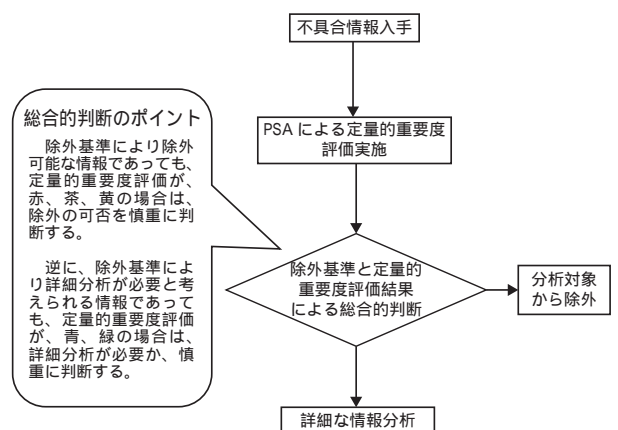 不具合情報入手
総合的判断のポイント
除外基準により除外
可能な情報であっても、
定量的重要度評価が、
赤、茶、黄の場合は、
除外の可否を慎重に判
断する。
逆に、除外基準によ
り詳細分析が必要と考
えられる情報であって
も、定量的重要度評価
が、青、緑の場合は、
詳細分析が必要か、慎
重に判断する。
PSA による定量的重要度
評価実施
除外基準と定量的
重要度評価結果
による総合的判断
分析対象
から除外
詳細な情報分析